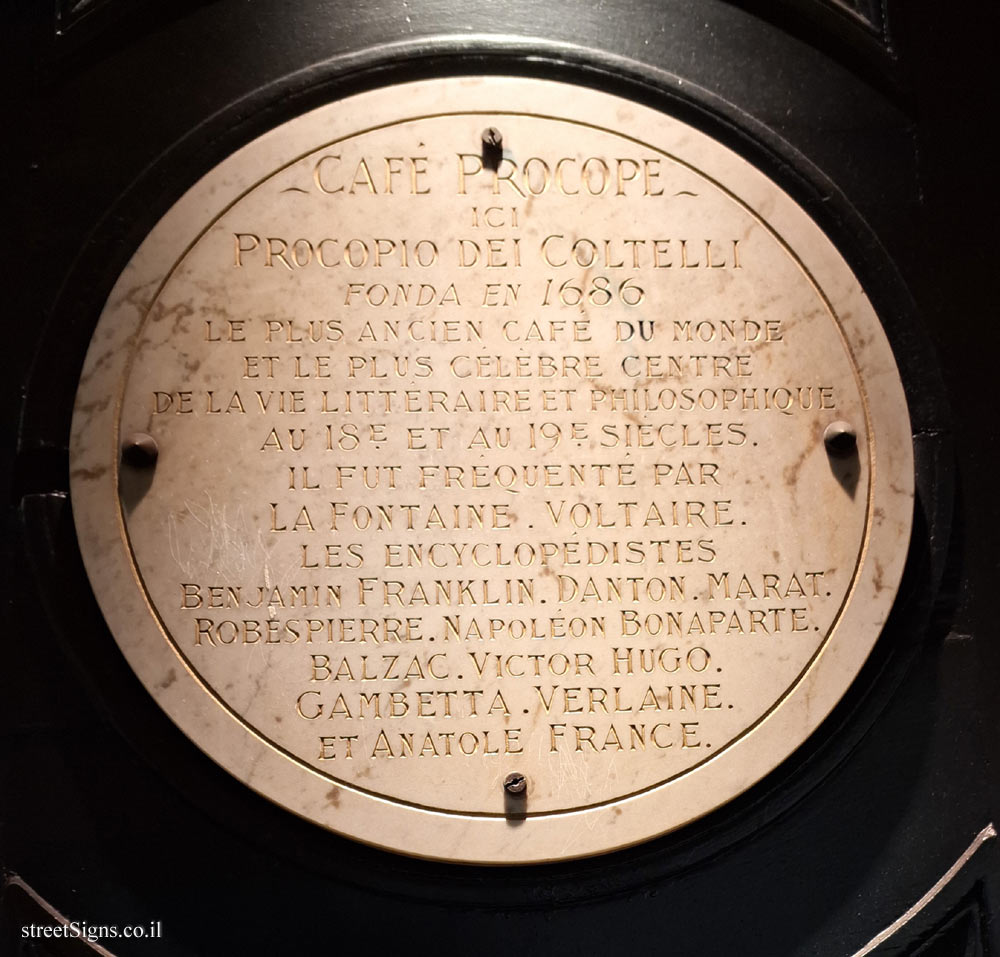 ~ CAFÉ PROCOPE ~
ICI
PROCOPIO DEI COLTELLI
FONDA EN 1686
LE PLUS ANCIEN CAFÉ DU MONDE
ET LE PLUS CÉLÈBRE CENTRE
DE LA VIE LITTÉRAIRE ET PHILOSOPHIQUE
AU 18E ET AU 19E SIÈCLES.
IL FUT FRÉQUENTÉ PAR
LA FONTAINE . VOLTAIRE.
LES ENCYCLOPÉDISTES
BENJAMIN FRANKLIN. DANTON. MARAT.
ROBESPIERRE. NAPOLÉON BONAPARTE.
BALZAC. VICTOR HUGO.
GAMBETTA . VERLAINE.
ET ANATOLE FRANCE.
streetSigns.co.il